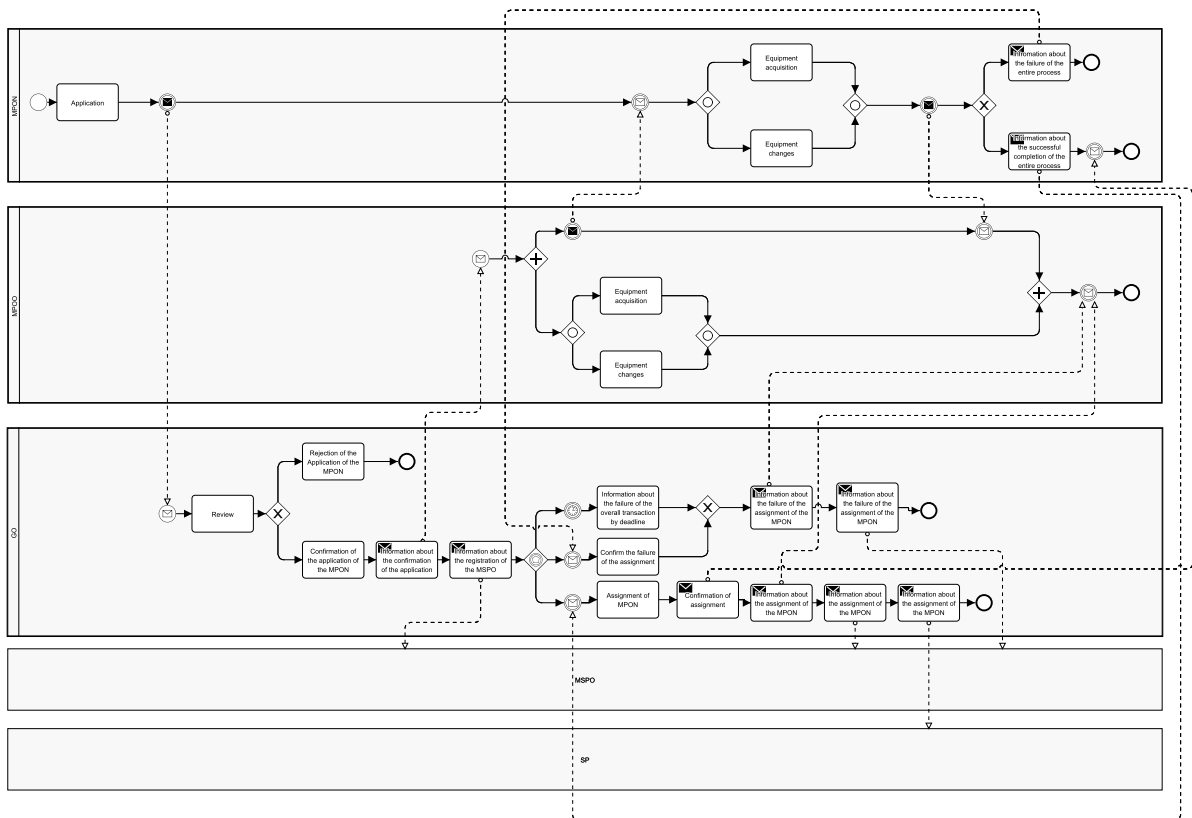 MPON
Application
Equipment
acquisition
Equipment
changes
Information about
the failure of the
entire process
Information about
the successful
completion of the
entire process
MPOO
Equipment
acquisition
Equipment
changes
GO
Review
Rejection of the
Application of the
MPON
Confirmation of
the application of
the MPON
Information about
the confirmation
of the application
Information about
the registration of
the MSPO
Information about
the failure of the
overall transaction
by deadline
Confirm the failure
of the assignment
Assignment of
MPON
Confirmation of
assignment
Information about
the failure of the
assignment of the
MPON
Information about
the failure of the
assignment of the
MPON
Information about
the assignment of
the MPON
Information about
the assignment of
the MPON
Information about
the assignment of
the MPON
MSPO
SP